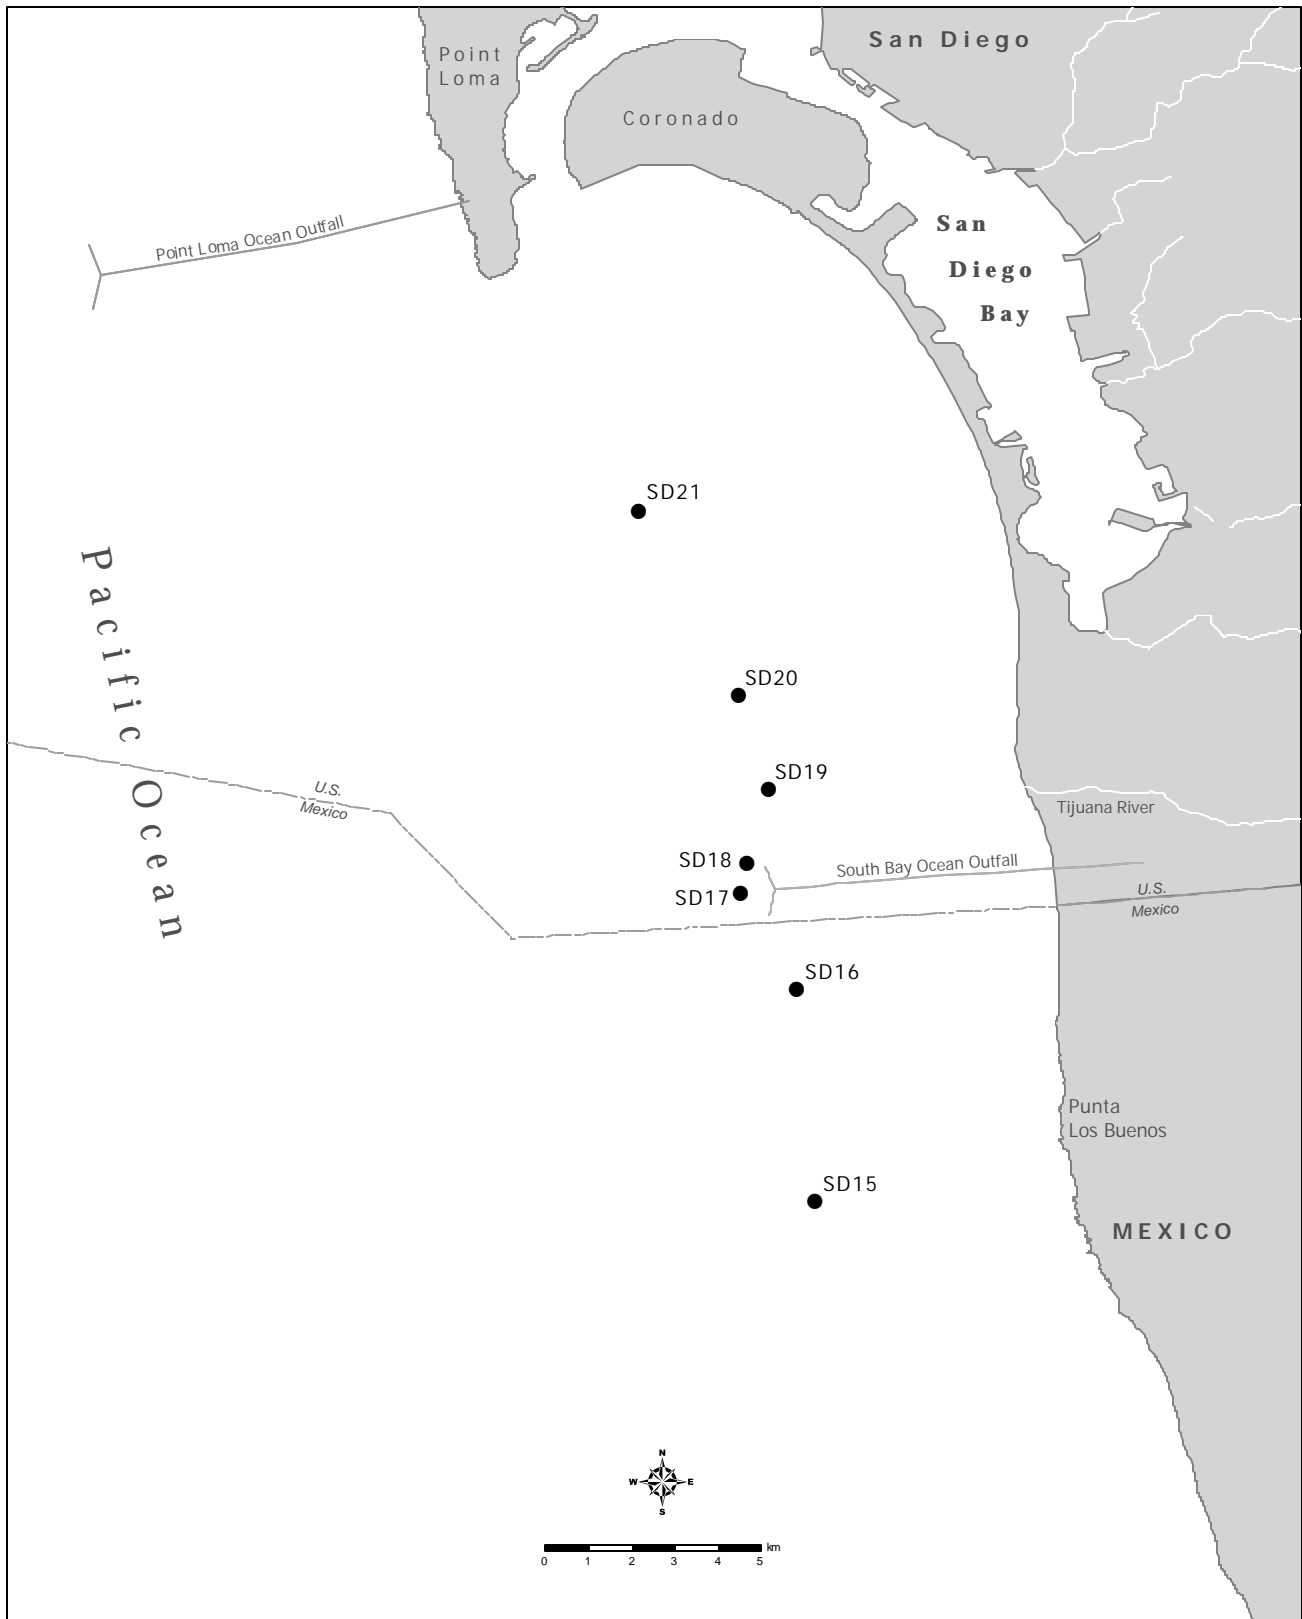 San Diego
Point
Loma
Coronado
San
Diego
Bay
Point Loma Ocean Outfall
SD21
Pacific Ocean
SD20
SD19
U.S.
Mexico
Tijuana River
SD18
South Bay Ocean Outfall
SD17
U.S.
Mexico
SD16
Punta
Los Buenos
SD15
MEXICO
N
W
E
S
km
0 1 2 3 4 5